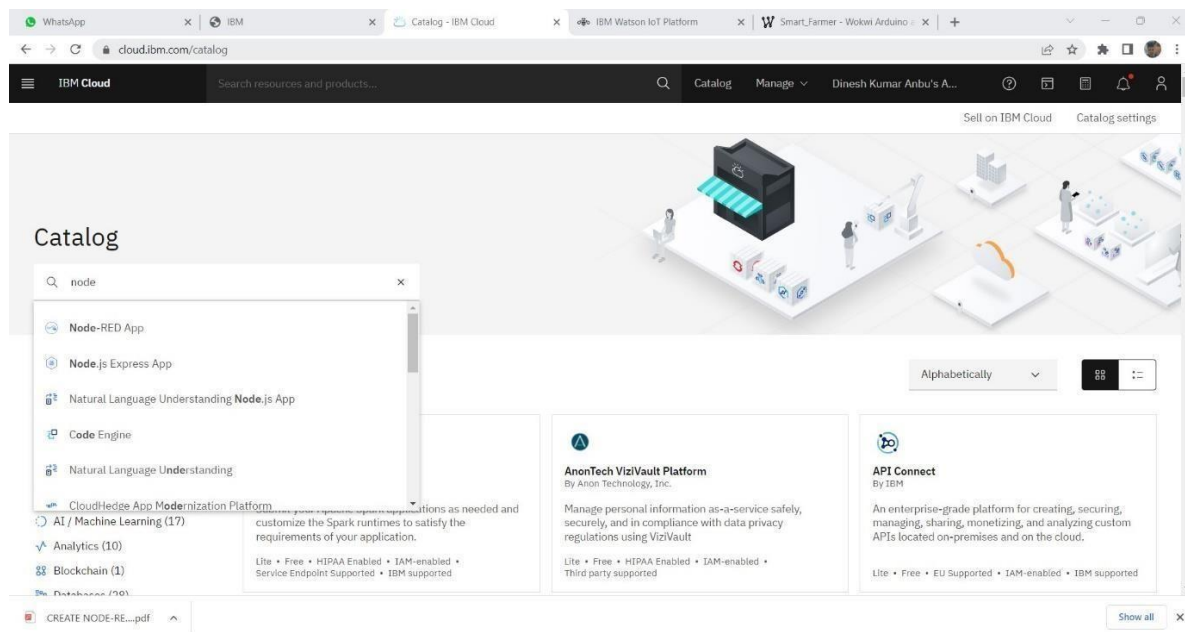 WhatsApp
IBM
Catalog - IBM Cloud
IBM Watson IoT Platform
Smart_Farmer - Wokwi Arduino
cloud.ibm.com/catalog
IBM Cloud
Search resources and products...
Catalog
Manage
Dinesh Kumar Anbu's A...
Sell on IBM Cloud
Catalog settings
Catalog
node
Node-RED App
Node.js Express App
Natural Language Understanding Node.js App
Code Engine
Natural Language Understanding
CloudHedge App Modernization Platform
Alphabetically
AI / Machine Learning (17)
Analytics (10)
Blockchain (1)
Databases (28)
applications as needed and
customize the Spark runtimes to satisfy the
requirements of your application.
Lite • Free • HIPAA Enabled • IAM-enabled •
Service Endpoint Supported • IBM supported
AnonTech ViziVault Platform
By Anon Technology, Inc.
Manage personal information as-a-service safely,
securely, and in compliance with data privacy
regulations using ViziVault
Lite • Free • HIPAA Enabled • IAM-enabled •
Third party supported
API Connect
By IBM
An enterprise-grade platform for creating, securing,
managing, sharing, monetizing, and analyzing custom
APIs located on-premises and on the cloud.
Lite • Free • EU Supported • IAM-enabled • IBM supported
CREATE NODE-RE....pdf
Show all